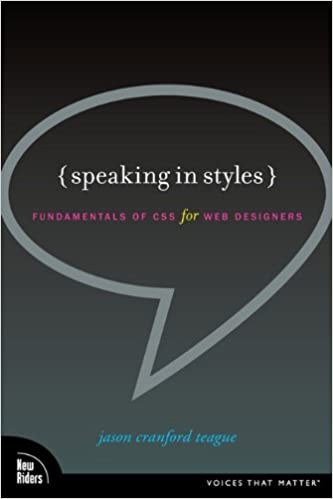 { speaking in styles }
FUNDAMENTALS OF CSS for WEB DESIGNERS
jason cranford teague
New
Riders
VOICES THAT MATTER™